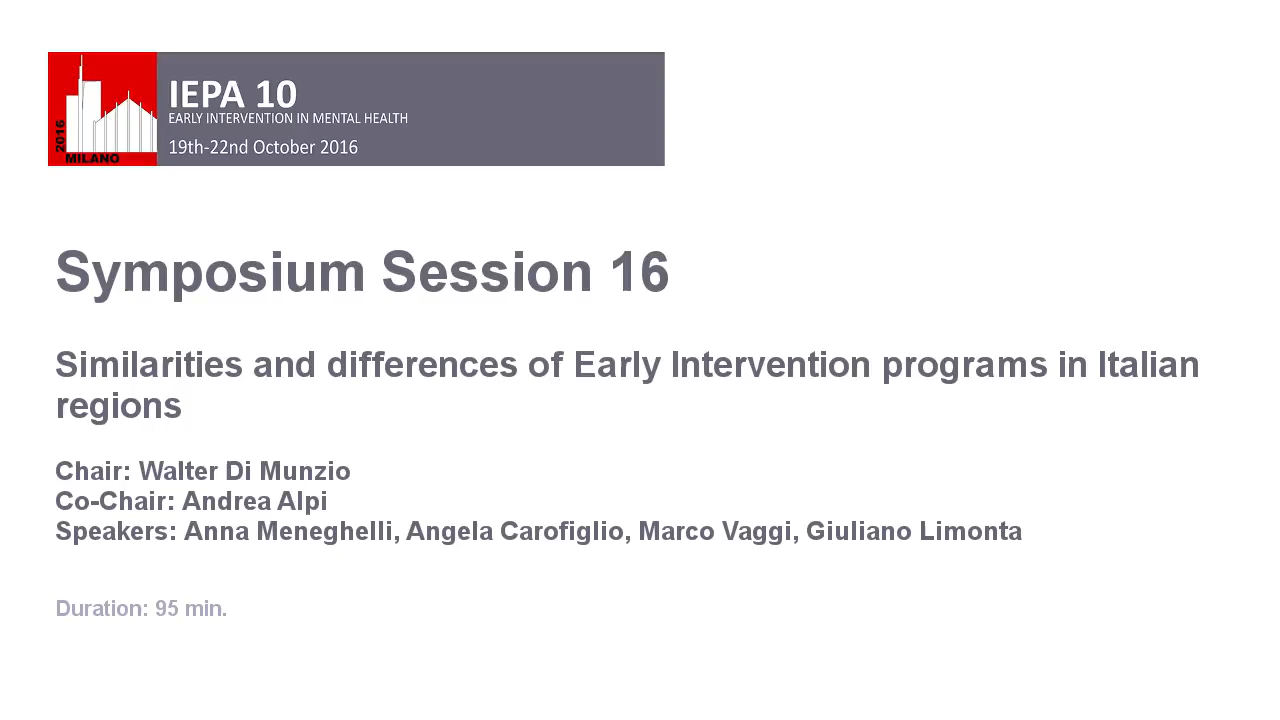 2016
MILANO
IEPA 10
EARLY INTERVENTION IN MENTAL HEALTH
19th-22nd October 2016
Symposium Session 16
Similarities and differences of Early Intervention programs in Italian
regions
Chair: Walter Di Munzio
Co-Chair: Andrea Alpi
Speakers: Anna Meneghelli, Angela Carofiglio, Marco Vaggi, Giuliano Limonta
Duration: 95 min.